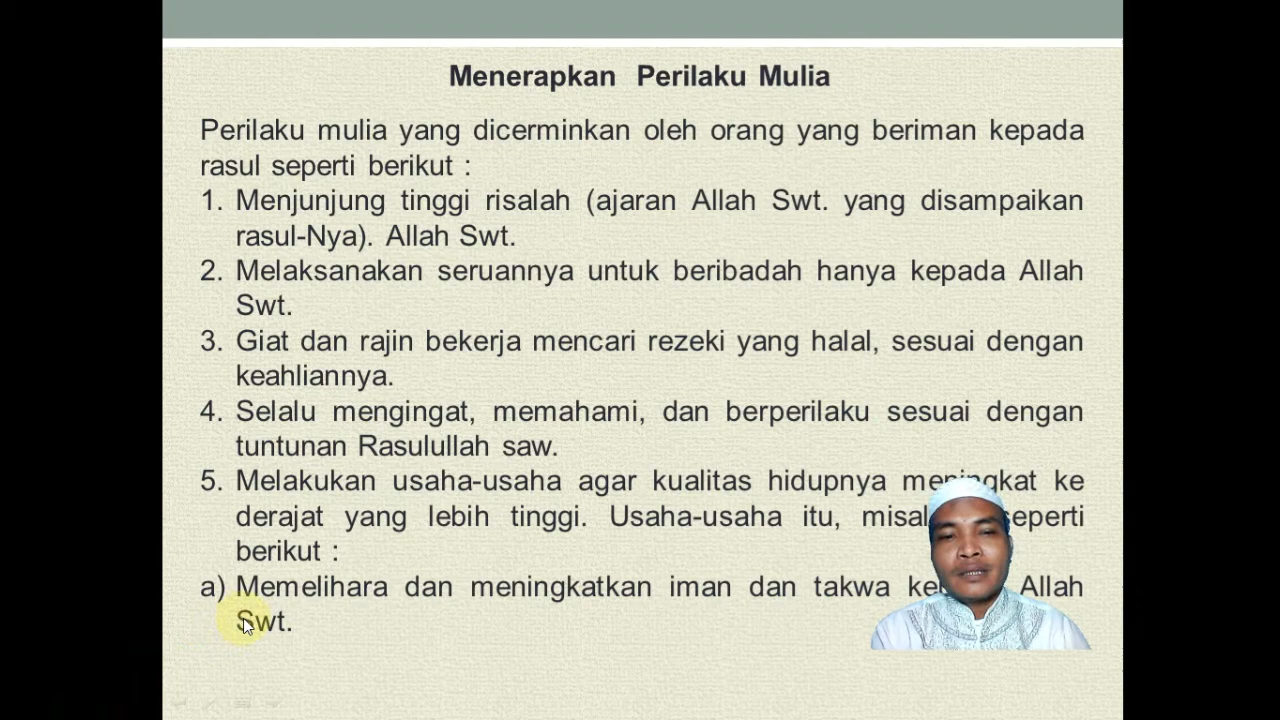 Menerapkan Perilaku Mulia
Perilaku mulia yang dicerminkan oleh orang yang beriman kepada
rasul seperti berikut :
1. Menjunjung tinggi risalah (ajaran Allah Swt. yang disampaikan
rasul-Nya). Allah Swt.
2. Melaksanakan seruannya untuk beribadah hanya kepada Allah
Swt.
3. Giat dan rajin bekerja mencari rezeki yang halal, sesuai dengan
keahliannya.
4. Selalu mengingat, memahami, dan berperilaku sesuai dengan
tuntunan Rasulullah saw.
5. Melakukan usaha-usaha agar kualitas hidupnya meningkat ke
derajat yang lebih tinggi. Usaha-usaha itu, seperti
berikut :
a) Memelihara dan meningkatkan iman dan takwa Allah
Swt.